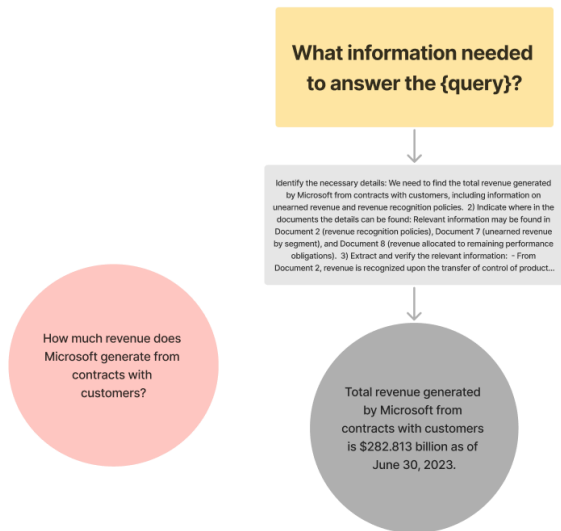 What information needed
to answer the {query}?
Identify the necessary details: We need to find the total revenue generated
by Microsoft from contracts with customers, including information on
unearned revenue and revenue recognition policies.  2) Indicate where in the
documents the details can be found: Relevant information may be found in
Document 2 (revenue recognition policies), Document 7 (unearned revenue
by segment), and Document 8 (revenue allocated to remaining performance
obligations).  3) Extract and verify the relevant information:  - From
Document 2, revenue is recognized upon the transfer of control of product...
How much revenue does
Microsoft generate from
contracts with
customers?
Total revenue generated
by Microsoft from
contracts with customers
is $282.813 billion as of
June 30, 2023.